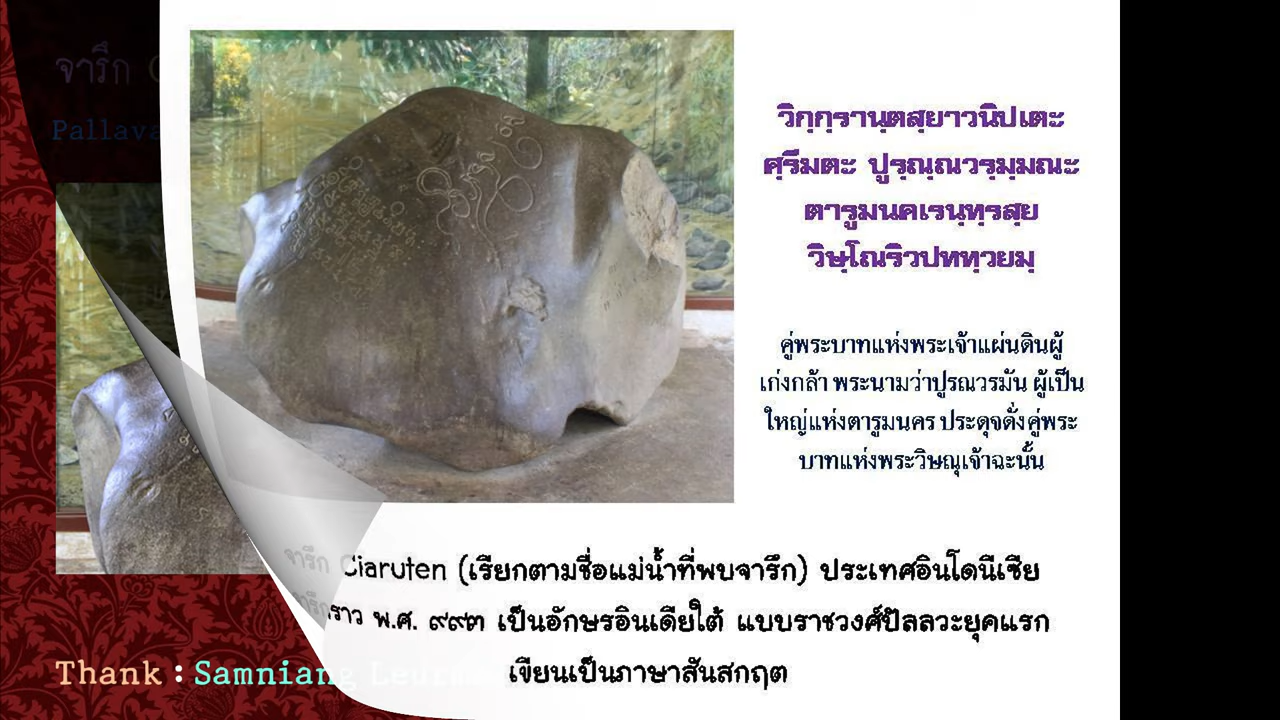 จารึก
Pallava
วิกฺกฺรานฺตสฺยาวนิปเตะ
ศฺรีมตะ ปูรฺณฺณวรฺมฺมณะ
ตารูมนคเรนฺทฺรสฺย
วิษฺโณริวปททฺวยมฺ
คู่พระบาทแห่งพระเจ้าแผ่นดินผู้
เก่งกล้า พระนามว่าปูรณวรมัน ผู้เป็น
ใหญ่แห่งตารูมนคร ประดุจดั่งคู่พระ
บาทแห่งพระวิษณุเจ้าฉะนั้น
จารึก Ciaruten (เรียกตามชื่อแม่น้ำที่พบจารึก) ประเทศอินโดนีเซีย
จารึกราว พ.ศ. ๙๙๓ เป็นอักษรอินเดียใต้ แบบราชวงศ์ปัลลวะยุคแรก
เขียนเป็นภาษาสันสกฤต
Thank : Samniang